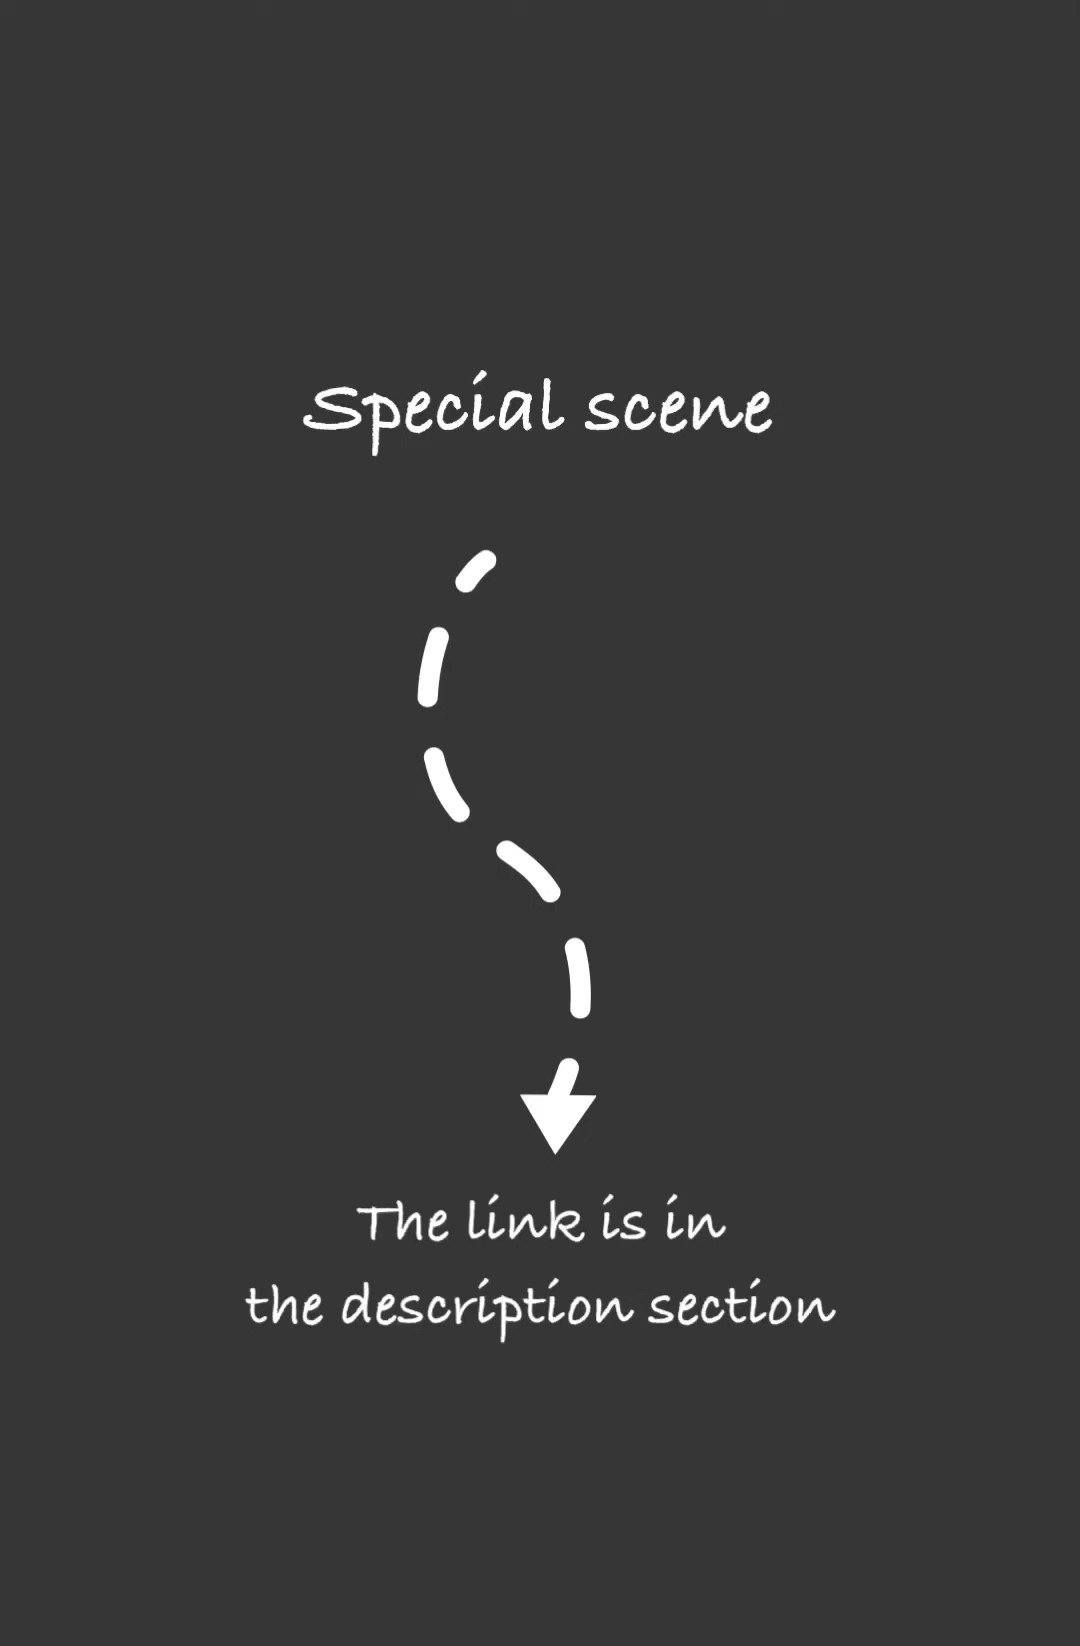 Special scene
The link is in
the description section